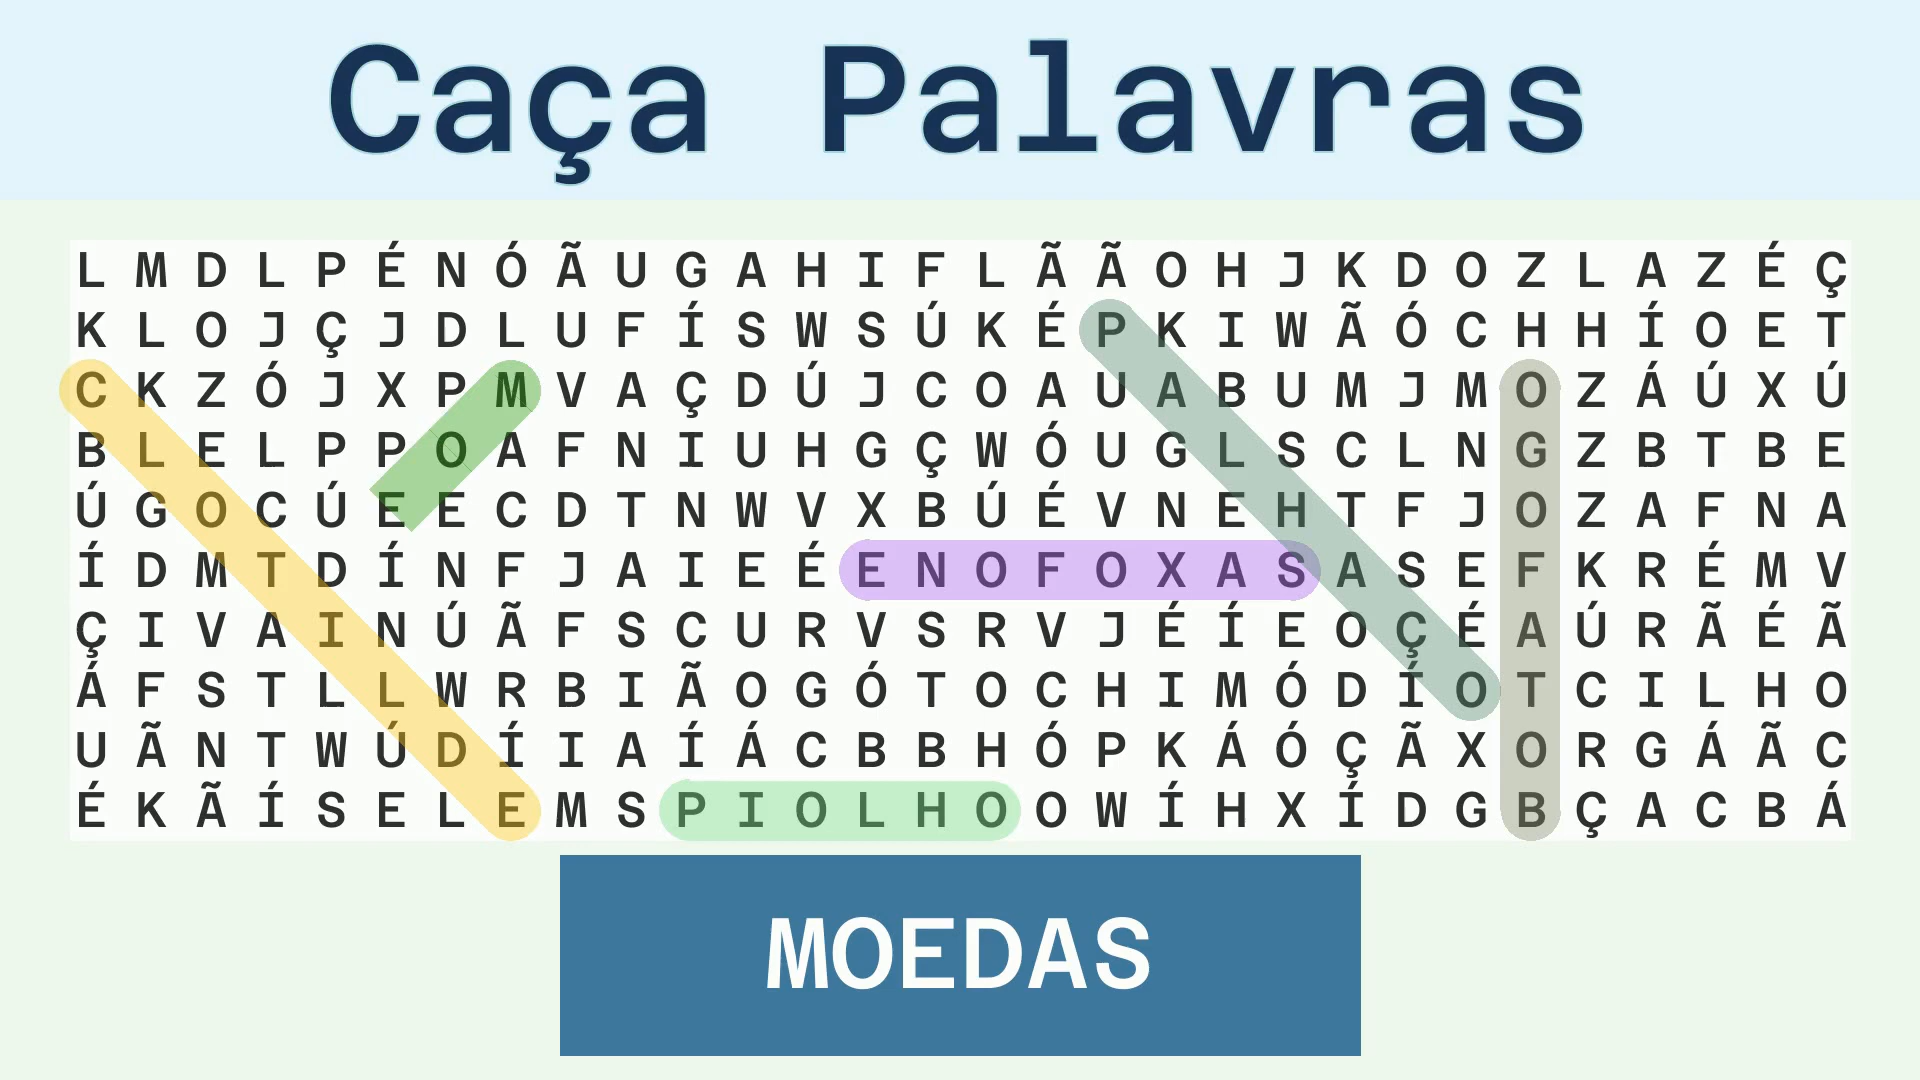 Caça Palavras
L M D L P É N Ó Ã U G A H I F L Ã Ã O H J K D O Z L A Z É Ç
K L O J Ç J D L U F Í S W S Ú K É P K I W Ã Ó C H H Í O E T
C K Z Ó J X P M V A Ç D Ú J C O A U A B U M J M O Z Á Ú X Ú
B L E L P P O A F N I U H G Ç W Ó U G L S C L N G Z B T B E
Ú G O C Ú E E C D T N W V X B Ú É V N E H T F J O Z A F N A
Í D M T D Í N F J A I E É E N O F O X A S A S E F K R É M V
Ç I V A I N Ú Ã F S C U R V S R V J É Í E O Ç É A Ú R Ã É Ã
Á F S T L L W R B I Ã O G Ó T O C H I M Ó D Í O T C I L H O
U Ã N T W Ú D Í I A Í Á C B B H Ó P K Á Ó Ç Ã X O R G Á Ã C
É K Ã Í S E L E M S P I O L H O O W Í H X Í D G B Ç A C B Á
MOEDAS